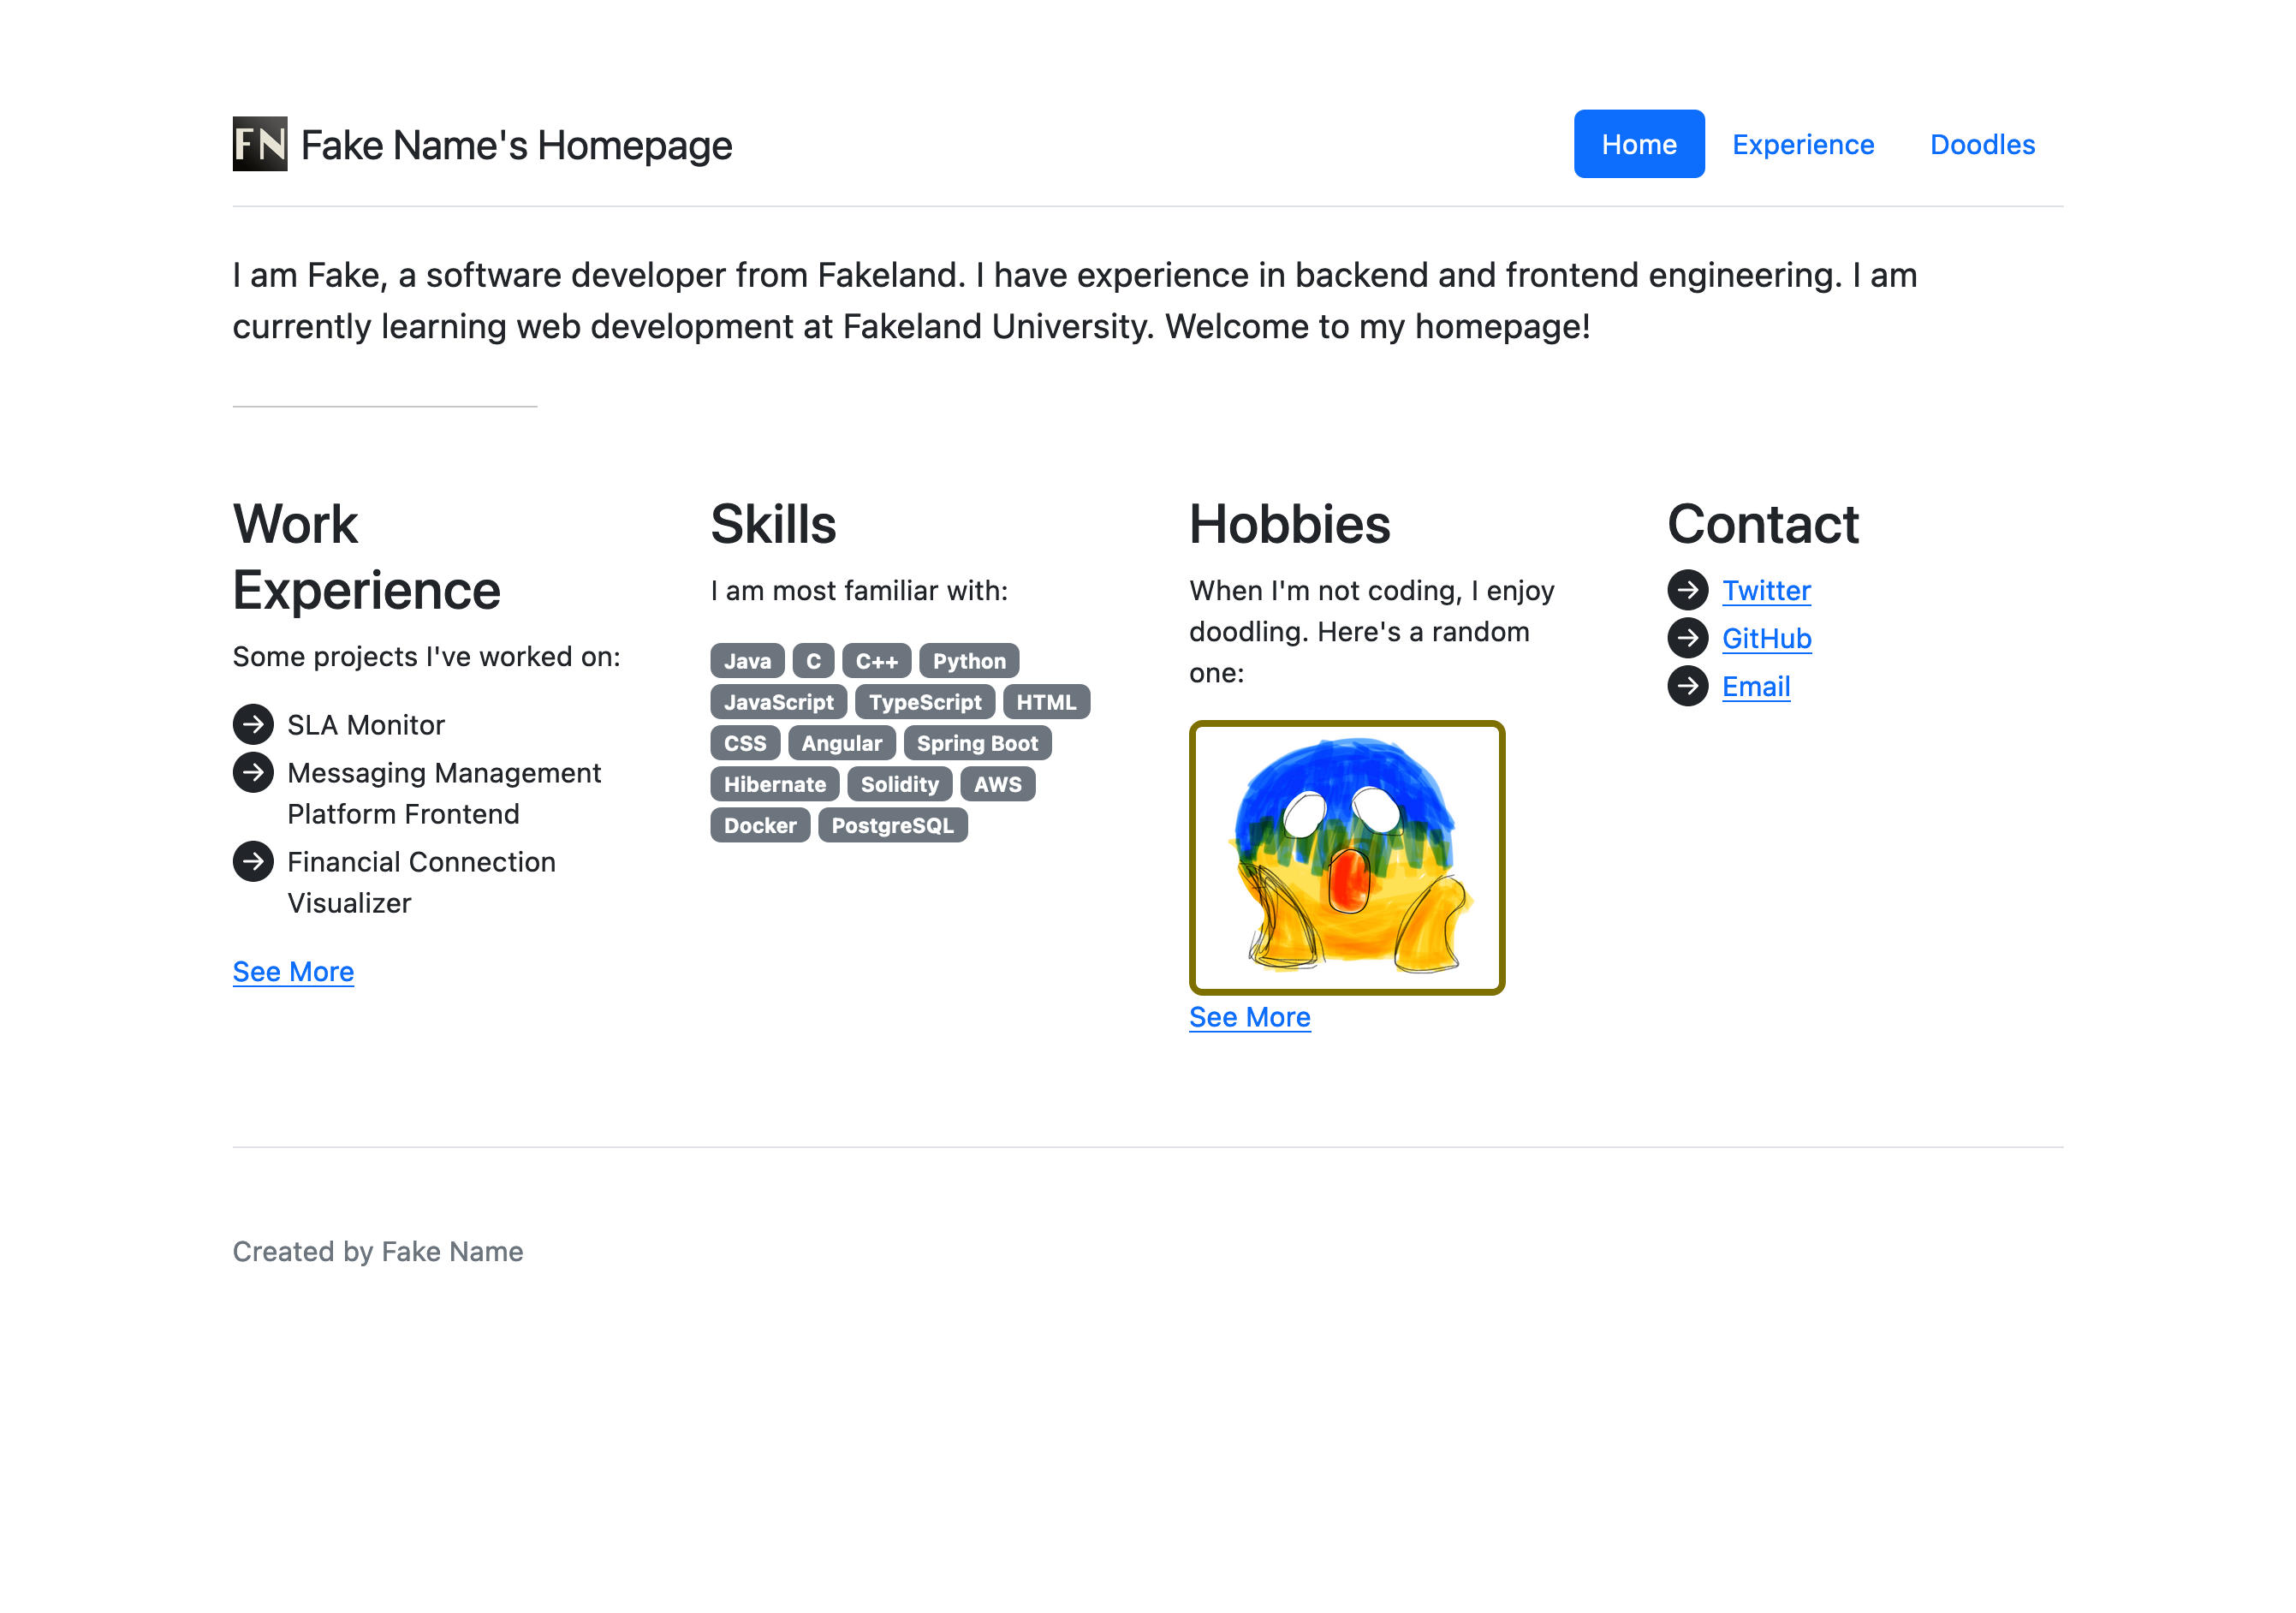 FN Fake Name's Homepage
Home Experience Doodles
I am Fake, a software developer from Fakeland. I have experience in backend and frontend engineering. I am
currently learning web development at Fakeland University. Welcome to my homepage!
Work
Experience
Some projects I've worked on:
SLA Monitor
Messaging Management
Platform Frontend
Financial Connection
Visualizer
See More
Skills
I am most familiar with:
Java C C++ Python
JavaScript TypeScript HTML
CSS Angular Spring Boot
Hibernate Solidity AWS
Docker PostgreSQL
Hobbies
When I'm not coding, I enjoy
doodling. Here's a random
one:
See More
Contact
Twitter
GitHub
Email
Created by Fake Name